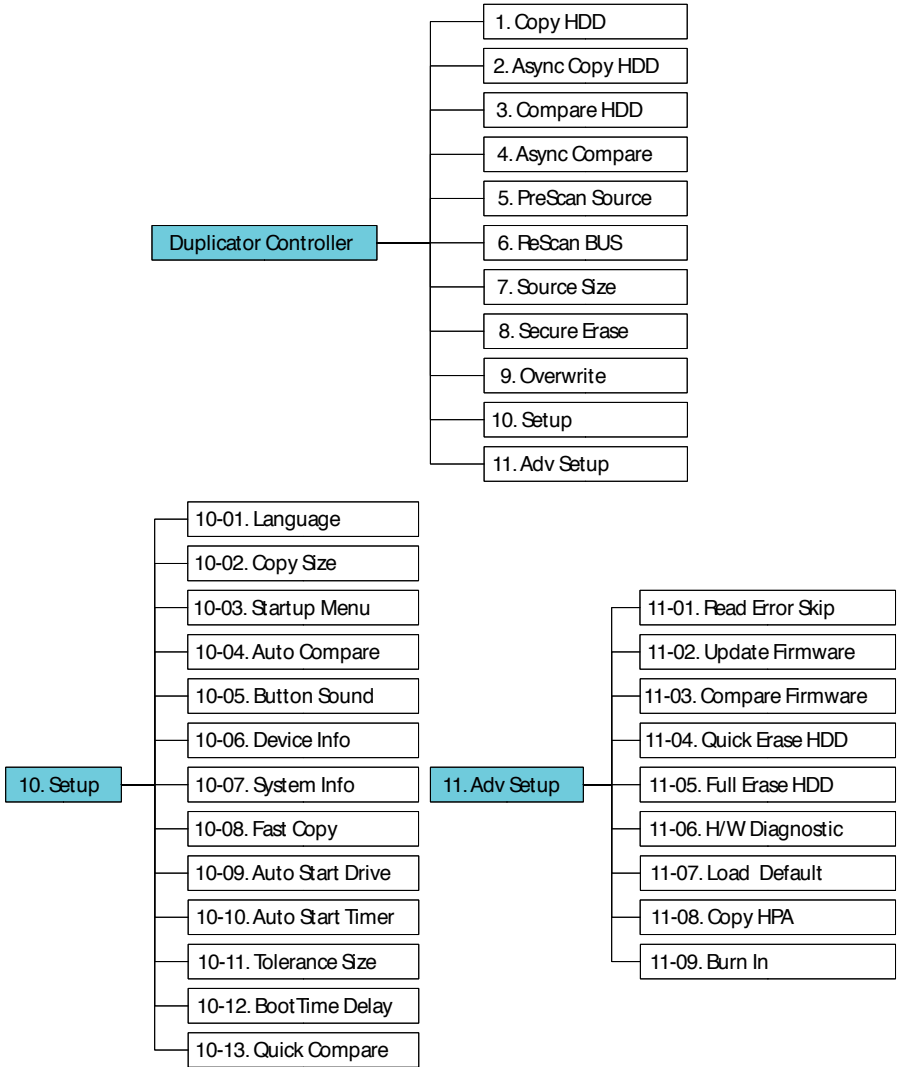 1. Copy HDD
2. Async Copy HDD
3. Compare HDD
4. Async Compare
5. PreScan Source
Duplicator Controller
6. ReScan BUS
7. Source Size
8. Secure Erase
9. Overwrite
10. Setup
11. Adv Setup
10. Setup
10-01. Language
10-02. Copy Size
10-03. Startup Menu
10-04. Auto Compare
10-05. Button Sound
10-06. Device Info
10-07. System Info
10-08. Fast Copy
10-09. Auto Start Drive
10-10. Auto Start Timer
10-11. Tolerance Size
10-12. Boot Time Delay
10-13. Quick Compare
11. Adv Setup
11-01. Read Error Skip
11-02. Update Firmware
11-03. Compare Firmware
11-04. Quick Erase HDD
11-05. Full Erase HDD
11-06. H/W Diagnostic
11-07. Load Default
11-08. Copy HPA
11-09. Burn In